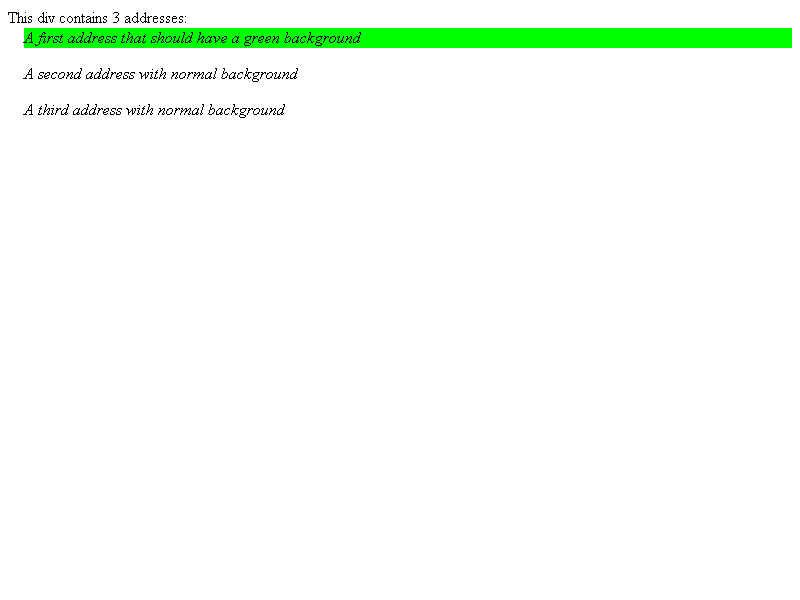 This div contains 3 addresses:
A first address that should have a green background
A second address with normal background
A third address with normal background